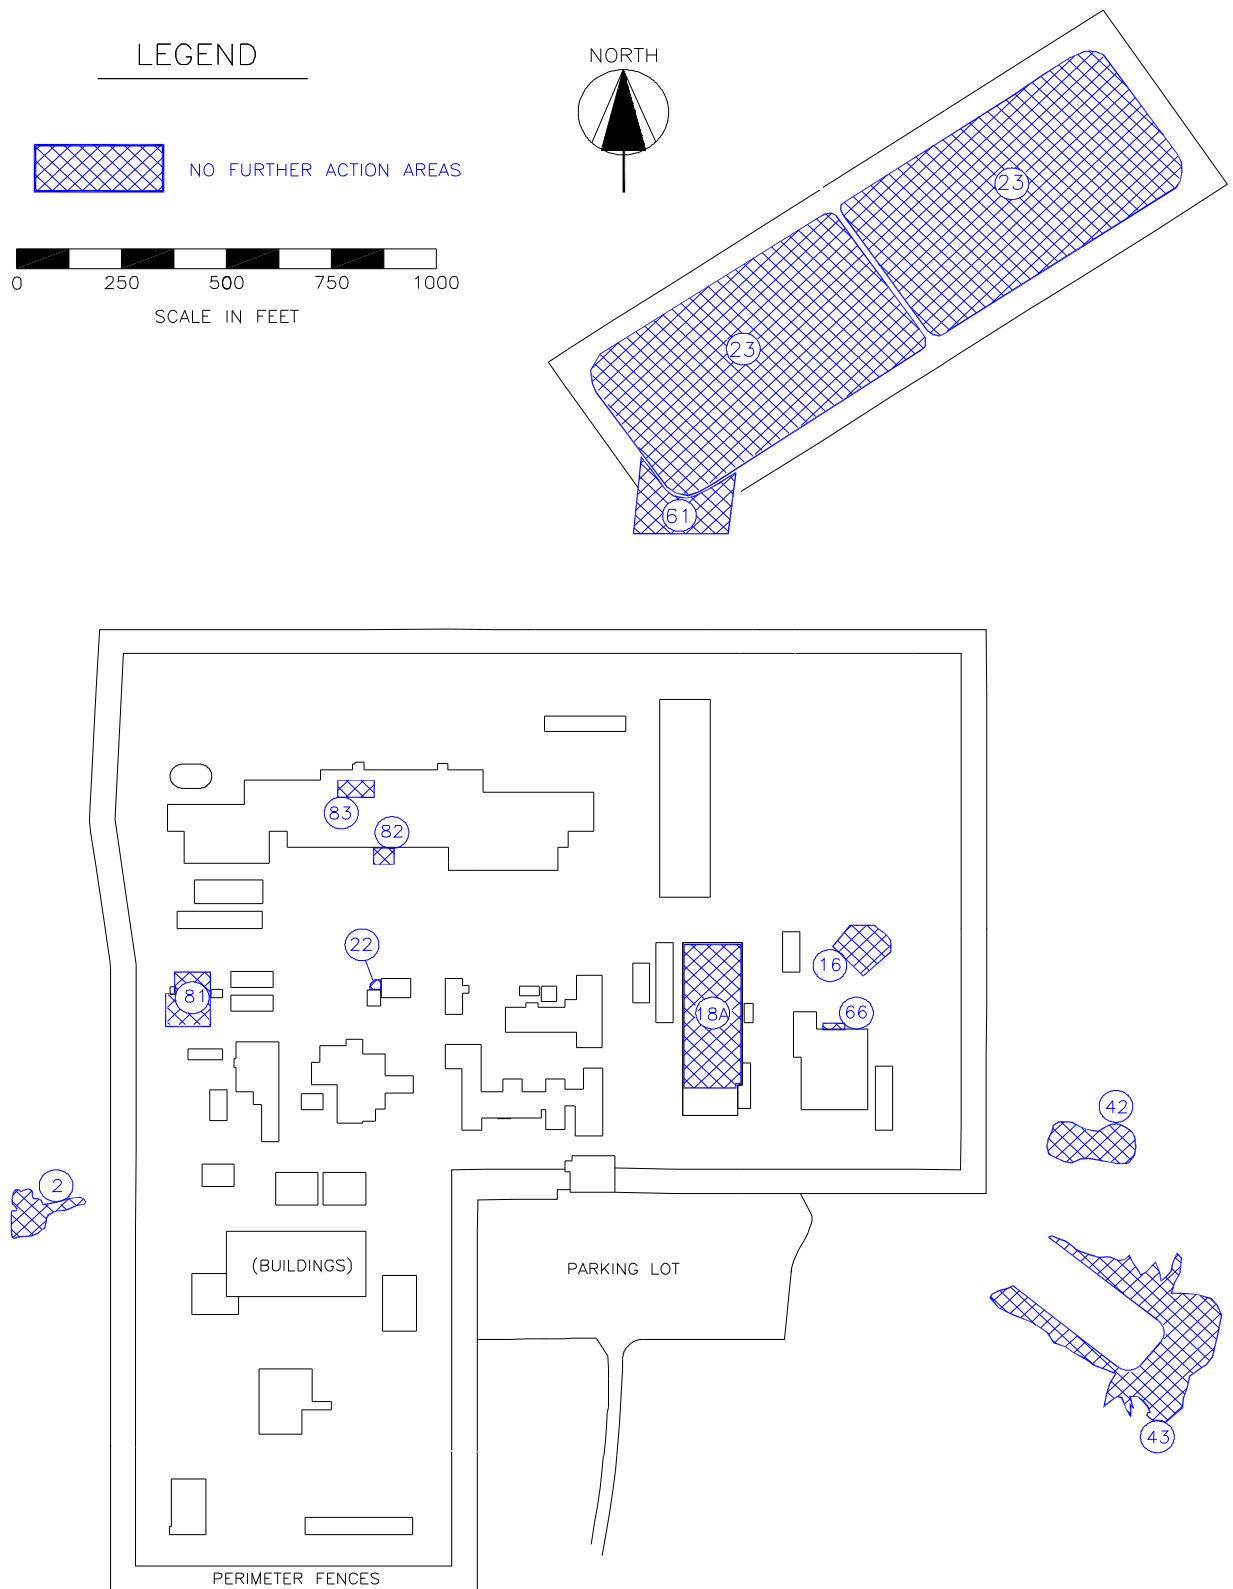 LEGEND
NORTH
NO FURTHER ACTION AREAS
0 250 500 750 1000
SCALE IN FEET
23
23
61
83
82
22
16
81
18A
66
42
2
(BUILDINGS)
PARKING LOT
43
PERIMETER FENCES